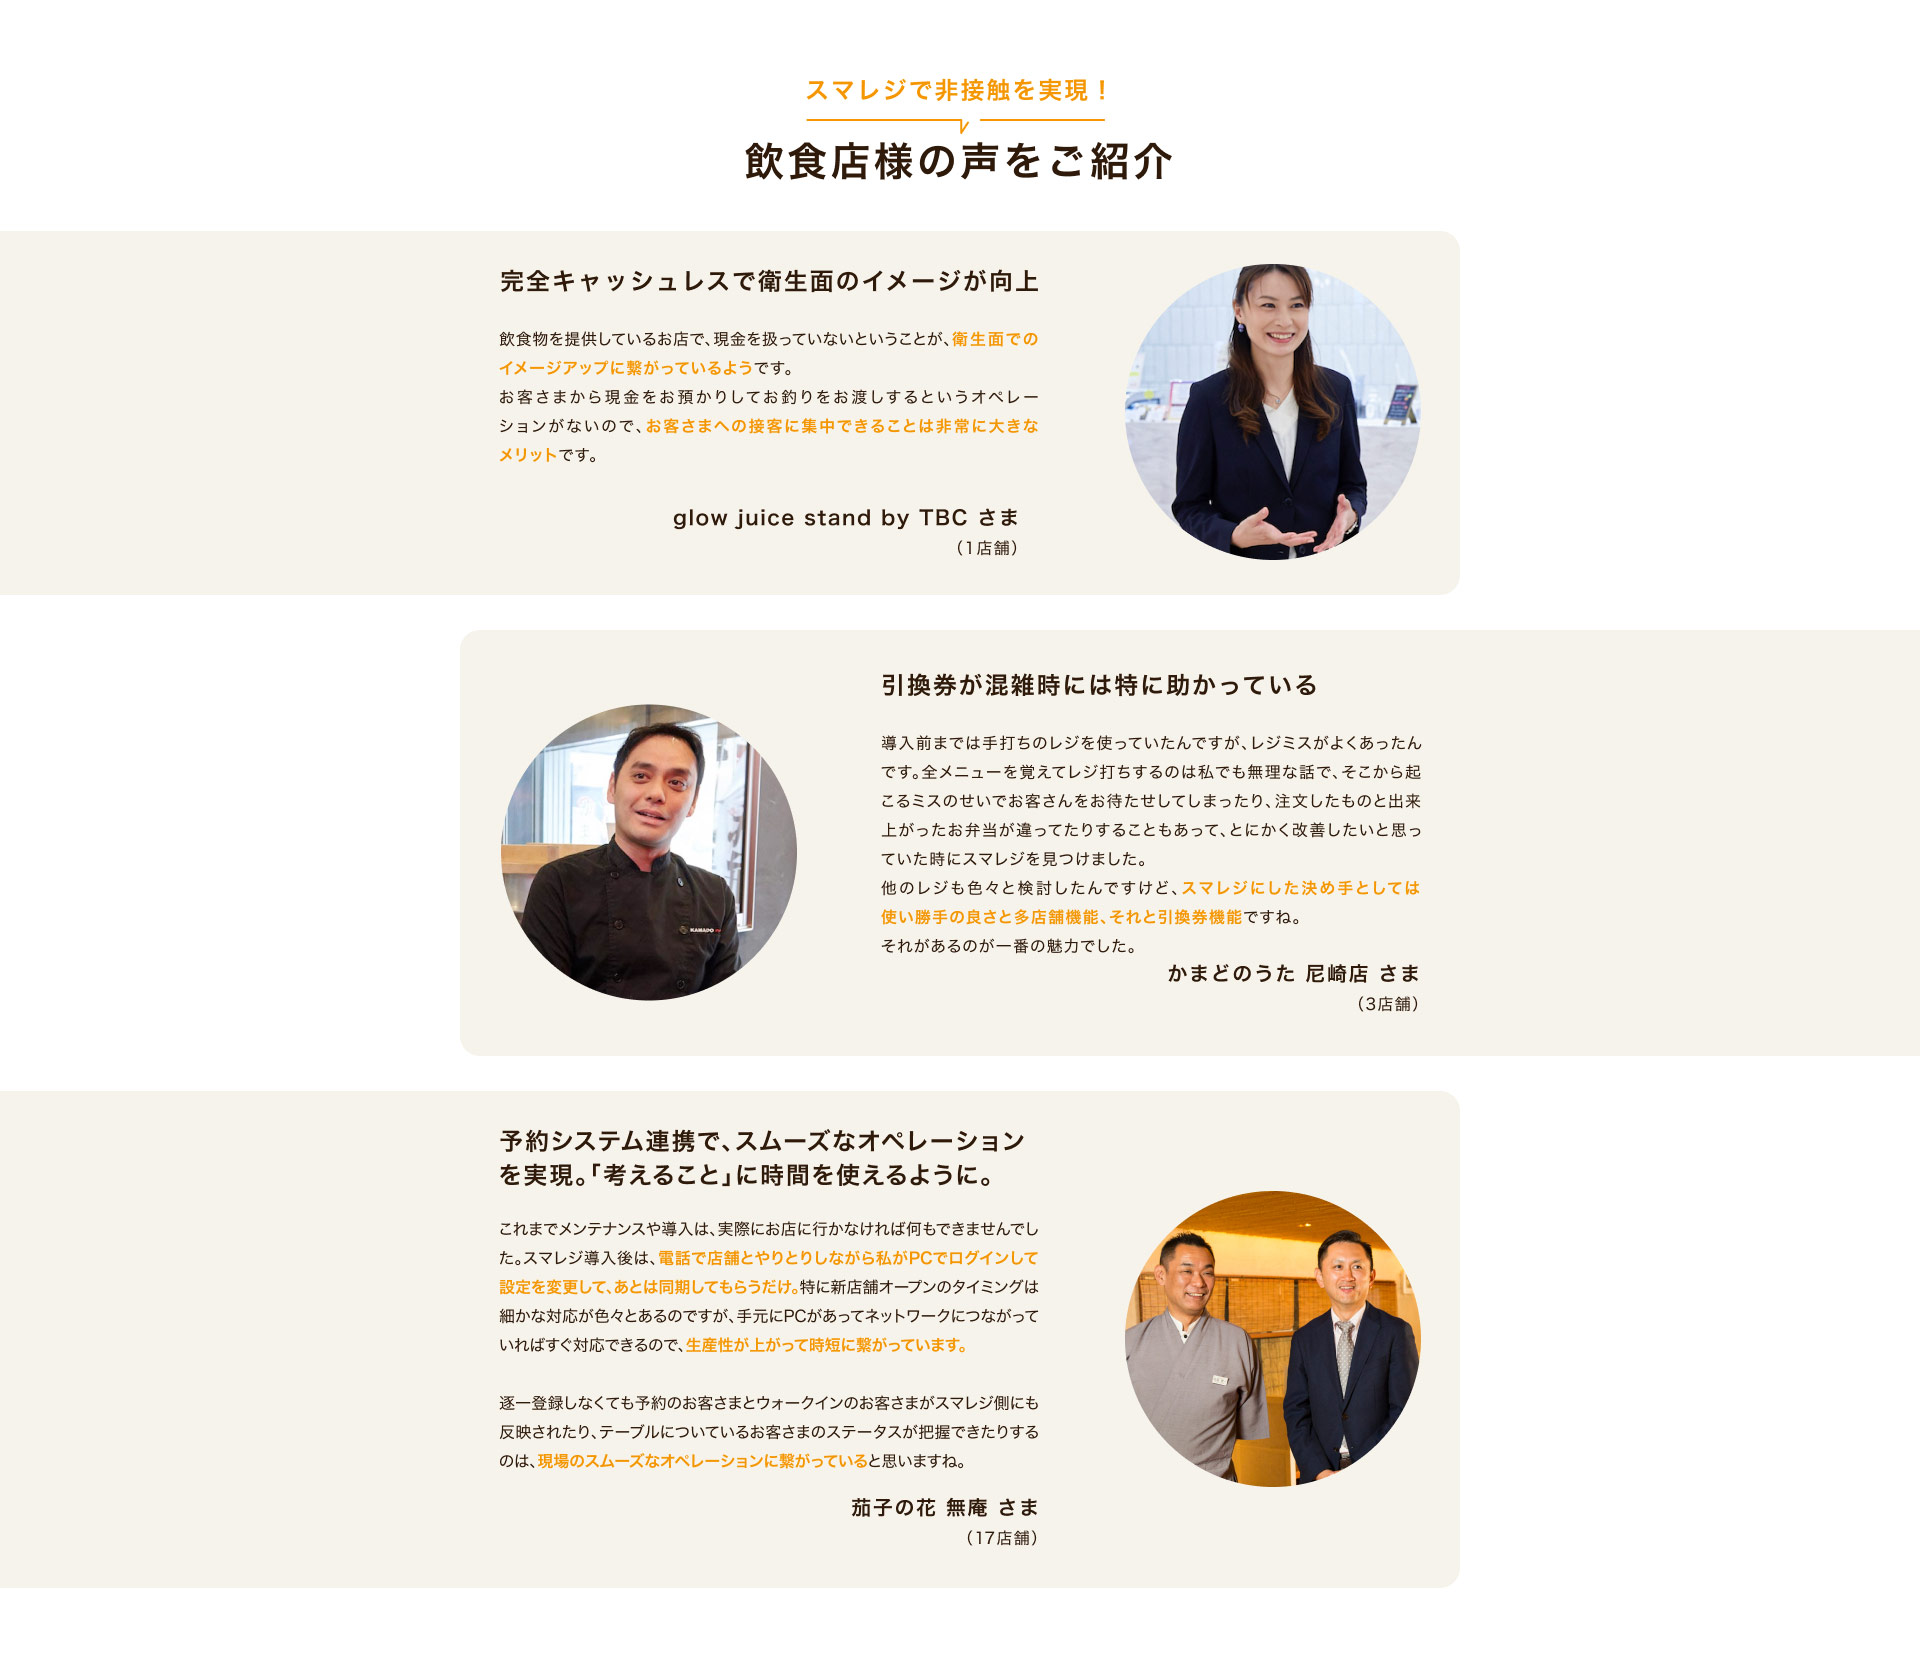 スマレジで非接触を実現！
飲食店様の声をご紹介
完全キャッシュレスで衛生面のイメージが向上
飲食物を提供しているお店で、現金を扱っていないということが、衛生面での
イメージアップに繋がっているようです。
お客さまから現金をお預かりしてお釣りをお渡しするというオペレー
ションがないので、お客さまへの接客に集中できることは非常に大きな
メリットです。
glow juice stand by TBC さま
（1店舗）
引換券が混雑時には特に助かっている
導入前までは手打ちのレジを使っていたんですが、レジミスがよくあったん
です。全メニューを覚えてレジ打ちするのは私でも無理な話で、そこから起
こるミスのせいでお客さんをお待たせしてしまったり、注文したものと出来
上がったお弁当が違ってたりすることもあって、とにかく改善したいと思っ
ていた時にスマレジを見つけました。
他のレジも色々と検討したんですけど、スマレジにした決め手としては
使い勝手の良さと多店舗機能、それと引換券機能ですね。
それがあるのが一番の魅力でした。
KAMADO
かまどのうた 尼崎店 さま
（3店舗）
予約システム連携で、スムーズなオペレーション
を実現。「考えること」に時間を使えるように。
これまでメンテナンスや導入は、実際にお店に行かなければ何もできませんでし
た。スマレジ導入後は、電話で店舗とやりとりしながら私がPCでログインして
設定を変更して、あとは同期してもらうだけ。特に新店舗オープンのタイミングは
細かな対応が色々とあるのですが、手元にPCがあってネットワークにつながって
いればすぐ対応できるので、生産性が上がって時短に繋がっています。
逐一登録しなくても予約のお客さまとウォークインのお客さまがスマレジ側にも
反映されたり、テーブルについているお客さまのステータスが把握できたりする
のは、現場のスムーズなオペレーションに繋がっていると思いますね。
茄子の花 無庵 さま
（17店舗）